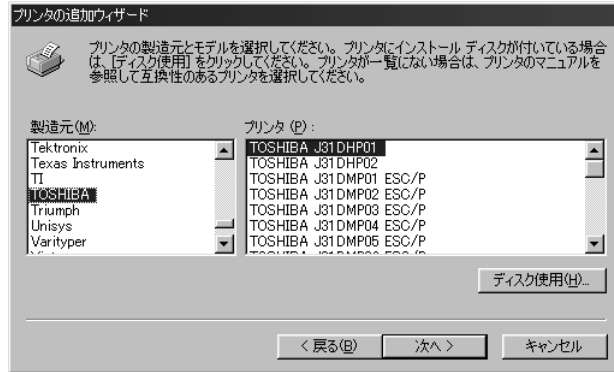 プリンタの追加ウィザード
プリンタの製造元とモデルを選択してください。プリンタにインストール ディスクが付いている場合
は、[ディスク使用] をクリックしてください。プリンタが一覧にない場合は、プリンタのマニュアルを
参照して互換性のあるプリンタを選択してください。
製造元(M):
プリンタ (P) :
Tektronix
Texas Instruments
TI
TOSHIBA
Triumph
Unisys
Varityper
TOSHIBA J31DHP01
TOSHIBA J31DHP02
TOSHIBA J31DMP01 ESC/P
TOSHIBA J31DMP02 ESC/P
TOSHIBA J31DMP03 ESC/P
TOSHIBA J31DMP04 ESC/P
TOSHIBA J31DMP05 ESC/P
ディスク使用(H)...
< 戻る(B)
次へ >
キャンセル